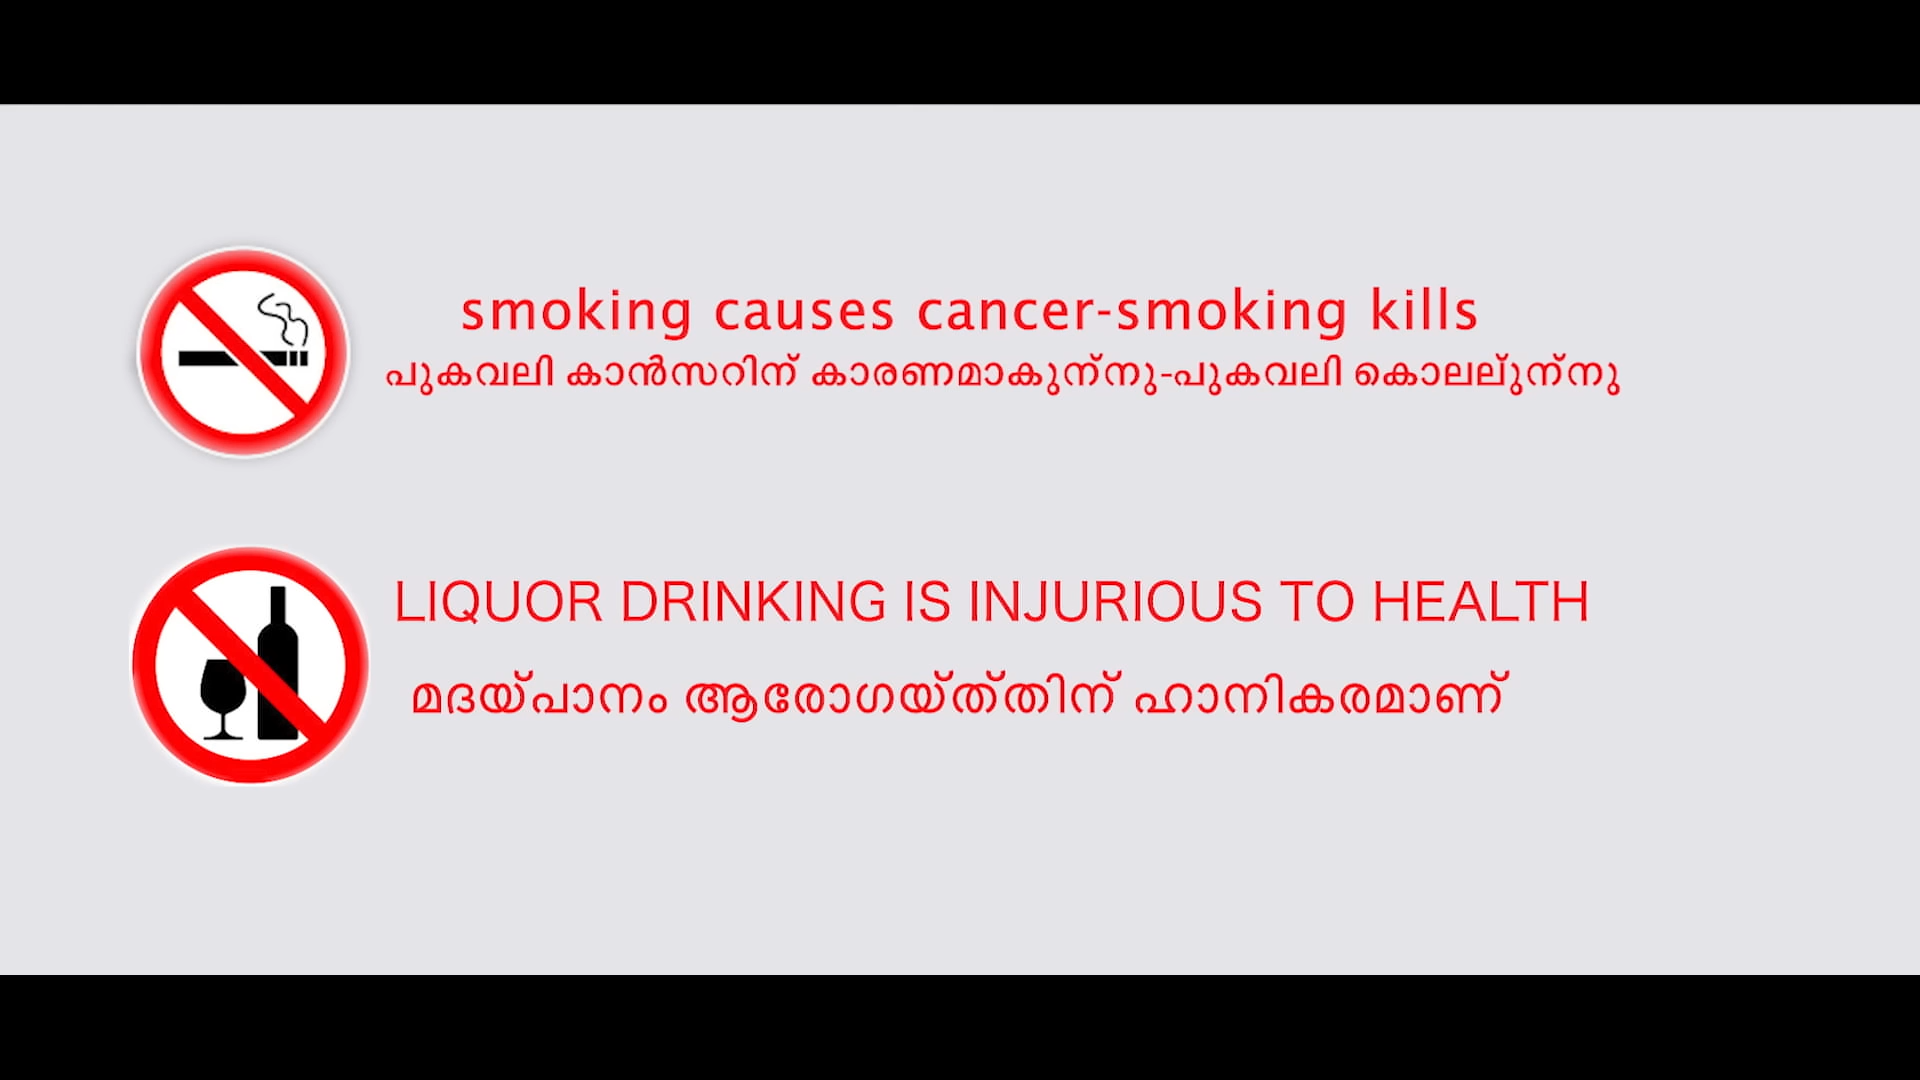 smoking causes cancer-smoking kills
പുകവലി കാൻസറിന് കാരണമാകുന്നു-പുകവലി കൊലല്ുന്നു
LIQUOR DRINKING IS INJURIOUS TO HEALTH
മദയ്പാനം ആരോഗയ്ത്തിന് ഹാനികരമാണ്